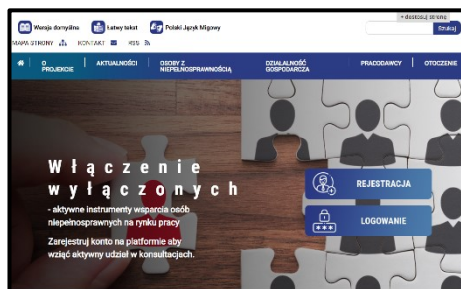 + dostosuj stronę
Wersja domyślna Łatwy tekst Polski Język Migowy
Szukaj
MAPA STRONY KONTAKT RSS
O PROJEKCIE AKTUALNOŚCI OSOBY Z NIEPEŁNOSPRAWNOŚCIĄ DZIAŁALNOŚĆ GOSPODARCZA PRACODAWCY OTOCZENIE
Włączenie
wyłączonych
- aktywne instrumenty wsparcia osób
niepełnosprawnych na rynku pracy
Zarejestruj konto na platformie aby
wziąć aktywny udział w konsultacjach.
REJESTRACJA
LOGOWANIE